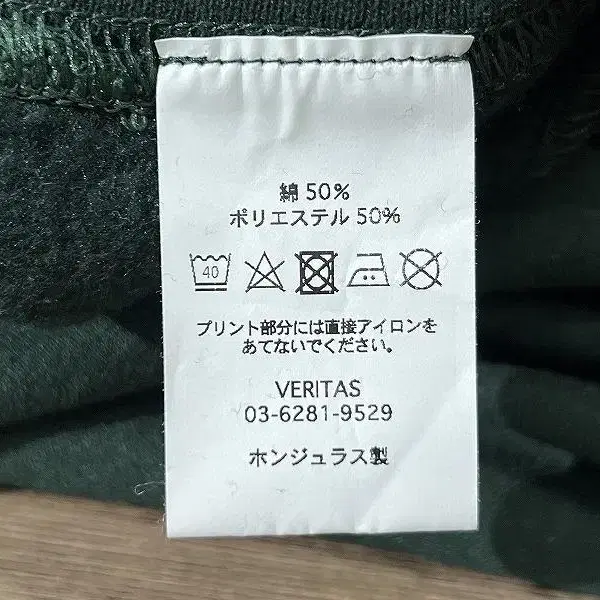 綿 50%
ポリエステル 50%
40
プリント部分には直接アイロンを
あてないでください。
VERITAS
03-6281-9529
ホンジュラス製